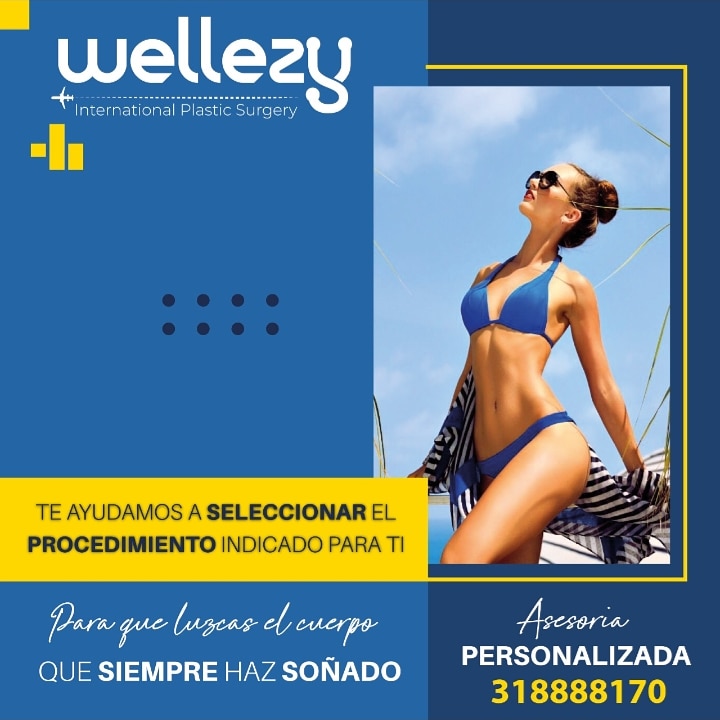 wellezy
International Plastic Surgery
TE AYUDAMOS A SELECCIONAR EL
PROCEDIMIENTO INDICADO PARA TI
Para que luzcas el cuerpo
QUE SIEMPRE HAZ SOÑADO
Asesoria
PERSONALIZADA
318888170